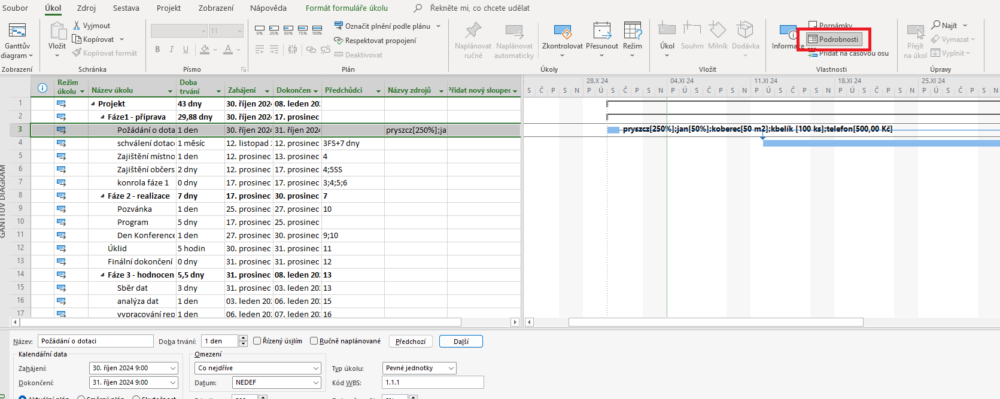 Soubor Úkol Zdroj Sestava Projekt Zobrazení Nápověda Formát formuláře úkolu Řekněte mi, co chcete udělat
Ganttův diagram
Zobrazení
Vložit
Vyjmout
Kopírovat
Kopírovat formát
Schránka
11
B I U
A
Písmo
0% 25% 50% 75% 100%
Označit plnění podle plánu
Respektovat propojení
Deaktivovat
Plán
Naplánovat ručně
Naplánovat automaticky
Zkontrolovat
Přesunout
Režim
Úkoly
Úkol
Souhrn
Milník
Dodávka
Vložit
Informace
Poznámky
Podrobnosti
Přidat na časovou osu
Vlastnosti
Přejít na úkol
Najít
Vymazat
Vyplnit
Úpravy
Režim úkolu Název úkolu Doba trvání Zahájení Dokončen Předchůdci Názvy zdrojů Přidat nový sloupec
1 Projekt 43 dny 30. říjen 2024 08. leden 20
2 Fáze1 - příprava 29,88 dny 30. říjen 2024 17. prosinec
3 Požádání o dota 1 den 30. říjen 2024 31. říjen 2024 pryszcz[250%];ja
4 schválení dotac 1 měsíc 12. listopad 12. prosinec 3FS+7 dny
5 Zajištění místno 1 den 12. prosinec 13. prosinec 4
6 Zajištění občers 2 dny 12. prosinec 17. prosinec 4;5SS
7 konrola fáze 1 0 dny 17. prosinec 17. prosinec 3;4;5;6
8 Fáze 2 - realizace 7 dny 17. prosinec 30. prosinec 7
9 Pozvánka 1 den 25. prosinec 27. prosinec 10
10 Program 5 dny 17. prosinec 25. prosinec
11 Den Konference 1 den 27. prosinec 30. prosinec 9;10
12 Úklid 5 hodin 30. prosinec 31. prosinec 11
13 Finální dokončení 0 dny 31. prosinec 31. prosinec 12
14 Fáze 3 - hodnocen 5,5 dny 31. prosinec 08. leden 20 13
15 Sběr dat 3 dny 31. prosinec 03. leden 20 13
16 analýza dat 1 den 03. leden 20 06. leden 20 15
17 vypracování rep 1 den 06. leden 20 07. leden 20 16
28.X 24 04.XI 24 11.XI 24 18.XI 24 25.XI 24
S Č P S N P Ú S Č P S N P Ú S Č P S N P Ú S Č P S N P Ú S Č P S N P Ú S Č P S N
pryszcz[250%];jan[50%];koberec[50 m2];kbelík [100 ks];telefon[500,00 Kč]
GANTTŮV DIAGRAM
Název: Požádání o dotaci Doba trvání: 1 den Řízený úsilím Ručně naplánované Předchozí Další
Kalendářní data
Zahájení: 30. říjen 2024 9:00
Dokončení: 31. říjen 2024 9:00
Aktuální plán Směrný plán Skutečnost
Omezení
Co nejdříve
Datum: NEDEF
Typ úkolu: Pevné jednotky
Kód WBS: 1.1.1